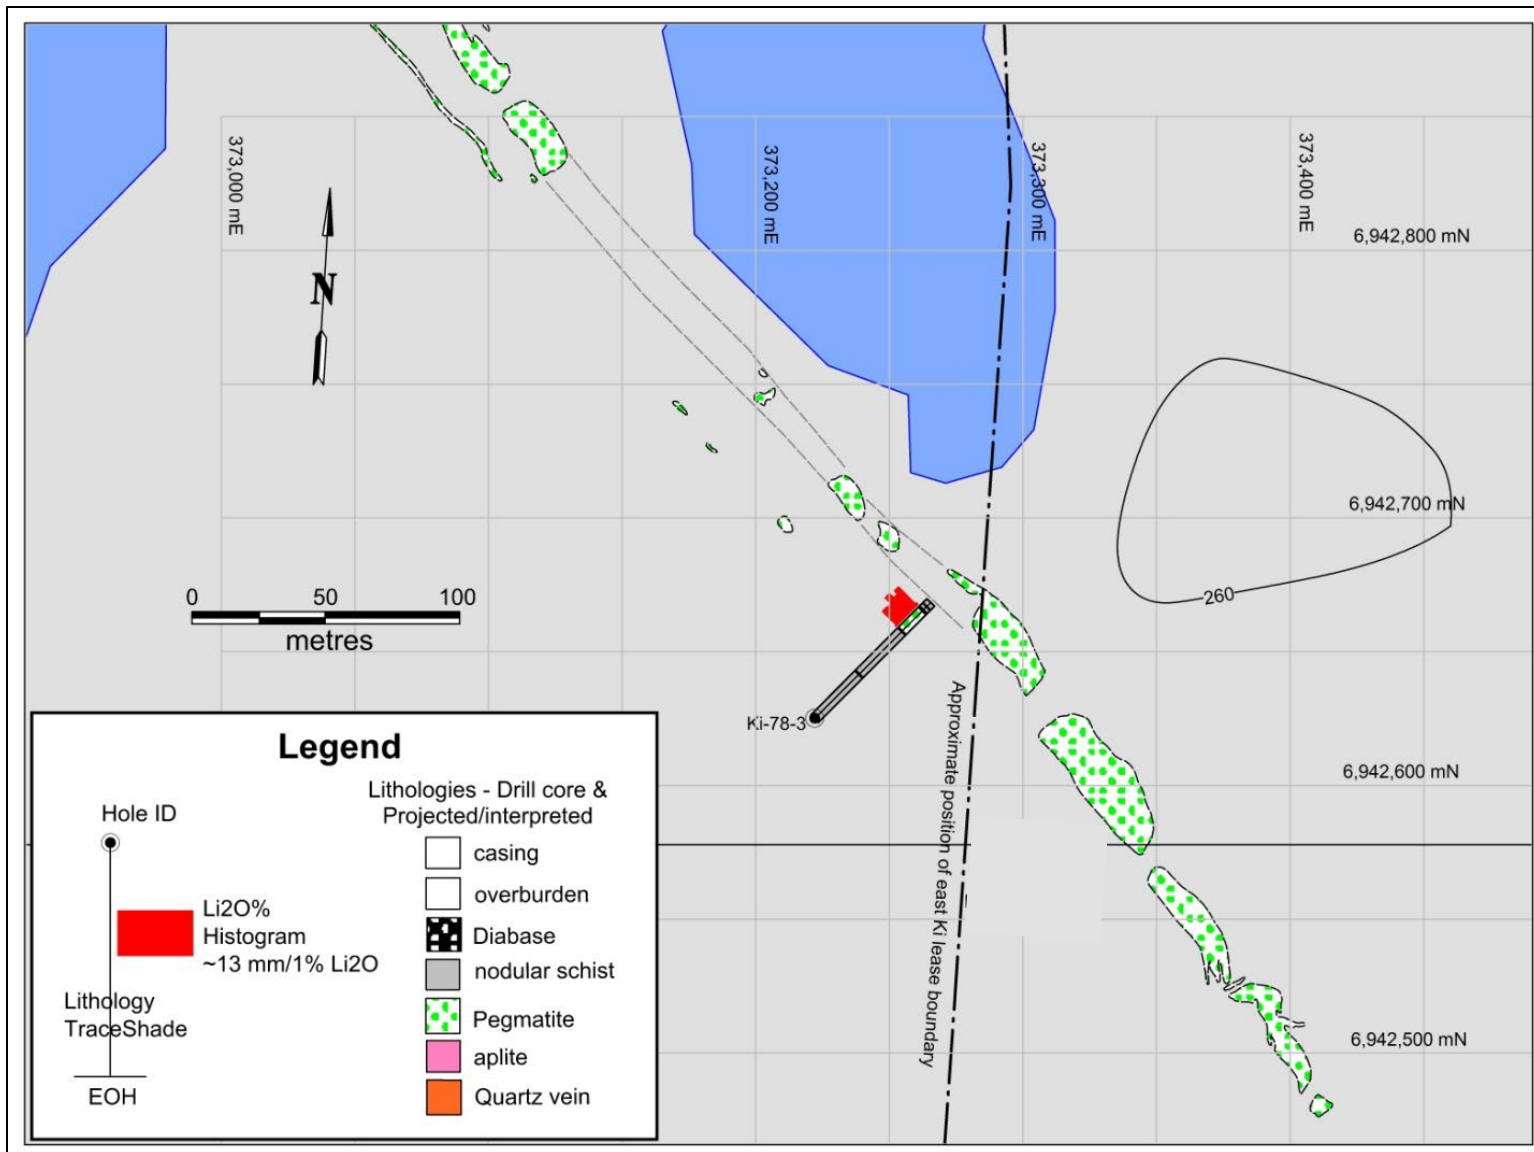 373,000 mE
373,200 mE
373,300 mE
373,400 mE
6,942,800 mN
N
6,942,700 mN
260
0 50 100
metres
Ki-78-3
Approximate position of east Ki lease boundary
6,942,600 mN
6,942,500 mN
Legend
Hole ID
Li2O%
Histogram
~13 mm/1% Li2O
Lithology
TraceShade
EOH
Lithologies - Drill core &
Projected/interpreted
casing
overburden
Diabase
nodular schist
Pegmatite
aplite
Quartz vein